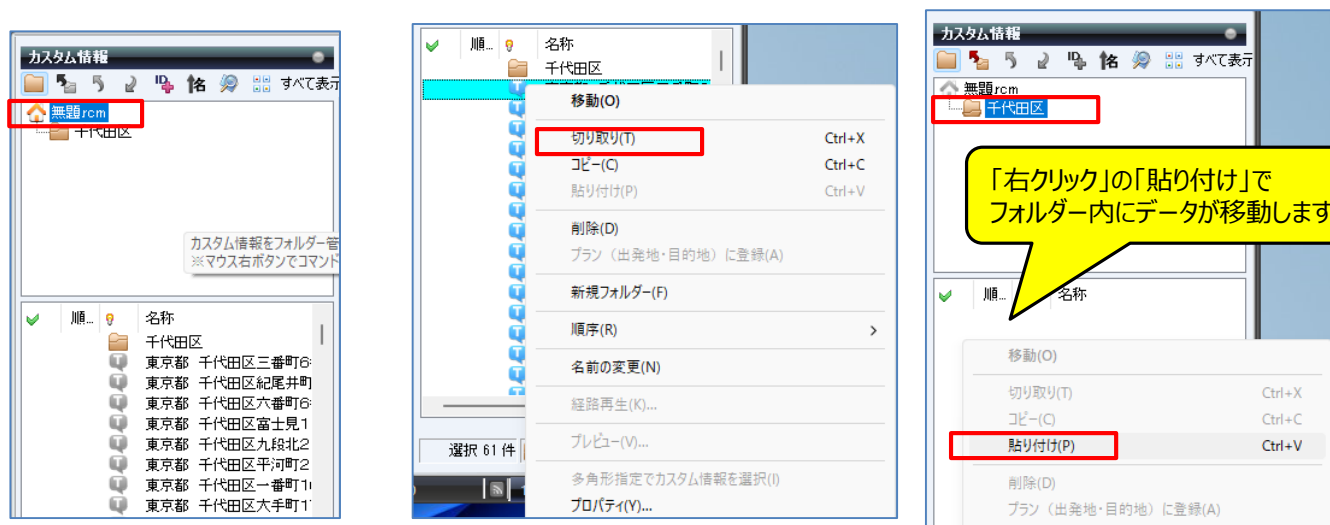 カスタム情報
すべて表示
無題rcm
千代田区
カスタム情報をフォルダー管
※マウス右ボタンでコマンド
順... 名称
千代田区
東京都 千代田区三番町6
東京都 千代田区紀尾井町
東京都 千代田区六番町6
東京都 千代田区富士見1
東京都 千代田区九段北2
東京都 千代田区平河町2
東京都 千代田区一番町1
東京都 千代田区大手町1
順... 名称
千代田区
移動(O)
切り取り(T) Ctrl+X
コピー(C) Ctrl+C
貼り付け(P) Ctrl+V
削除(D)
プラン（出発地・目的地）に登録(A)
新規フォルダー(F)
順序(R)
名前の変更(N)
経路再生(K)...
プレビュー(V)...
多角形指定でカスタム情報を選択(I)
プロパティ(Y)...
選択 61 件
カスタム情報
すべて表示
無題rcm
千代田区
「右クリック」の「貼り付け」で
フォルダー内にデータが移動します
順... 名称
移動(O)
切り取り(T) Ctrl+X
コピー(C) Ctrl+C
貼り付け(P) Ctrl+V
削除(D)
プラン（出発地・目的地）に登録(A)